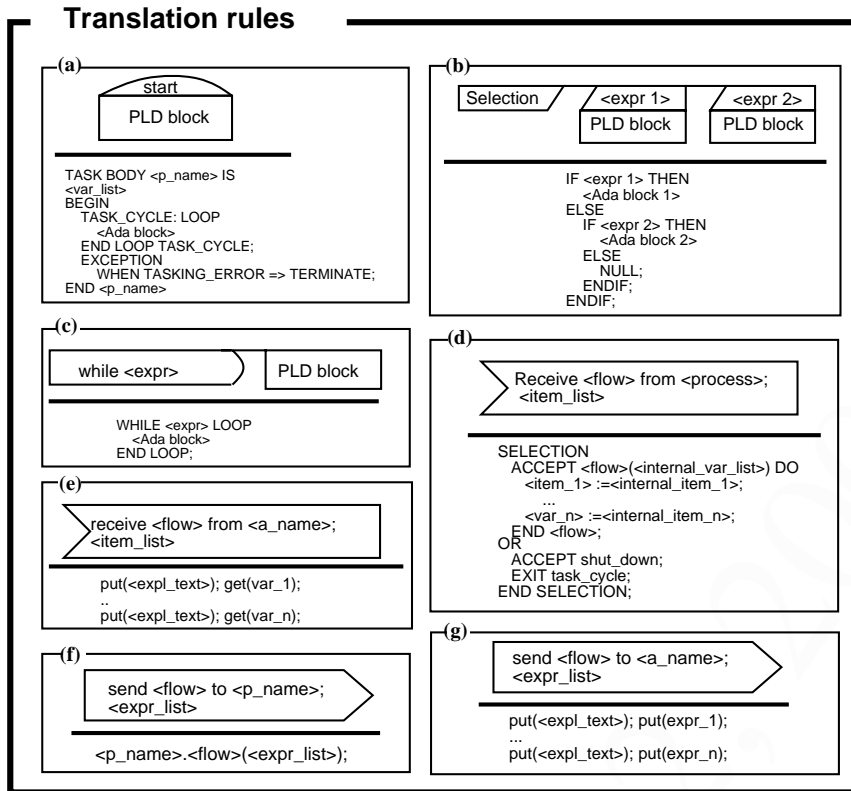 Translation rules
(a)
start
PLD block
TASK BODY <p_name> IS
<var_list>
BEGIN
TASK_CYCLE: LOOP
<Ada block>
END LOOP TASK_CYCLE;
EXCEPTION
WHEN TASKING_ERROR => TERMINATE;
END <p_name>
(b)
Selection <expr 1> <expr 2>
PLD block PLD block
IF <expr 1> THEN
<Ada block 1>
ELSE
IF <expr 2> THEN
<Ada block 2>
ELSE
NULL;
ENDIF;
ENDIF;
(c)
while <expr> PLD block
WHILE <expr> LOOP
<Ada block>
END LOOP;
(d)
Receive <flow> from <process>;
<item_list>
SELECTION
ACCEPT <flow>(<internal_var_list>) DO
<item_1> :=<internal_item_1>;
...
<var_n> :=<internal_item_n>;
END <flow>;
OR
ACCEPT shut_down;
EXIT task_cycle;
END SELECTION;
(e)
receive <flow> from <a_name>;
<item_list>
put(<expl_text>); get(var_1);
..
put(<expl_text>); get(var_n);
(f)
send <flow> to <p_name>;
<expr_list>
<p_name>.<flow>(<expr_list>);
(g)
send <flow> to <a_name>;
<expr_list>
put(<expl_text>); put(expr_1);
...
put(<expl_text>); put(expr_n);